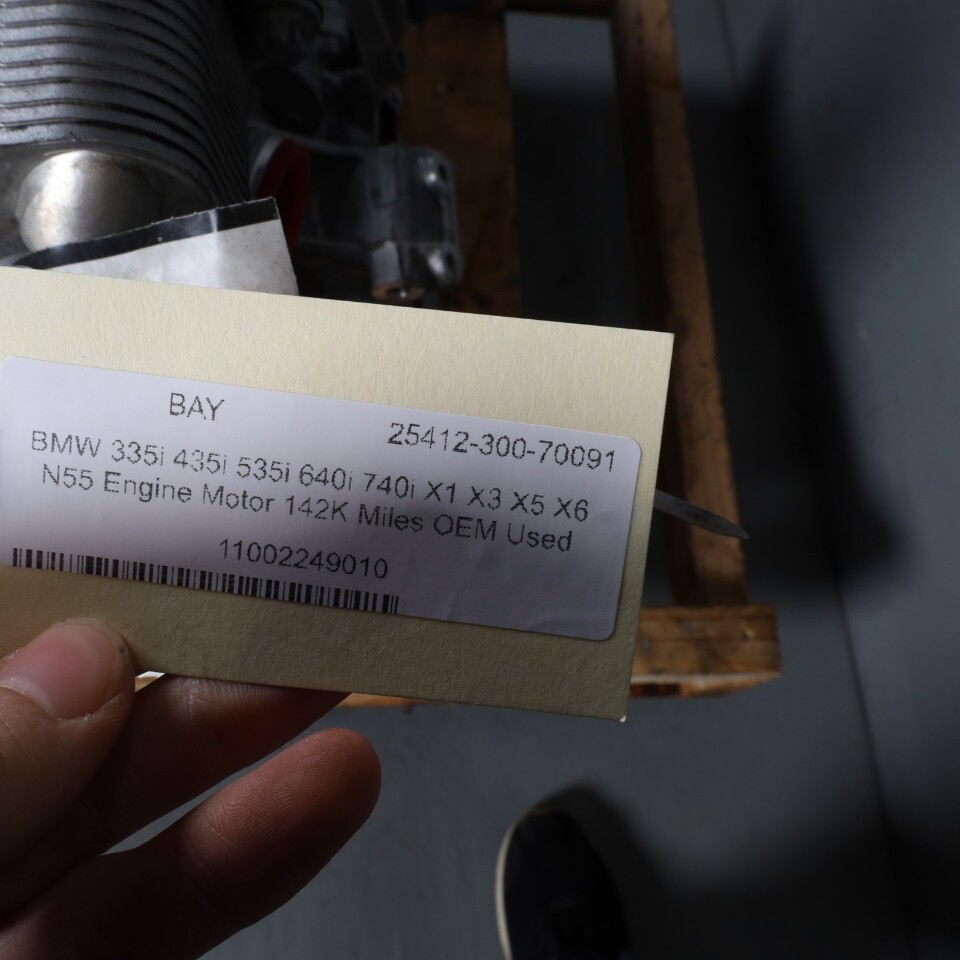 BAY
25412-300-70091
BMW 335i 435i 535i 640i 740i X1 X3 X5 X6
N55 Engine Motor 142K Miles OEM Used
11002249010